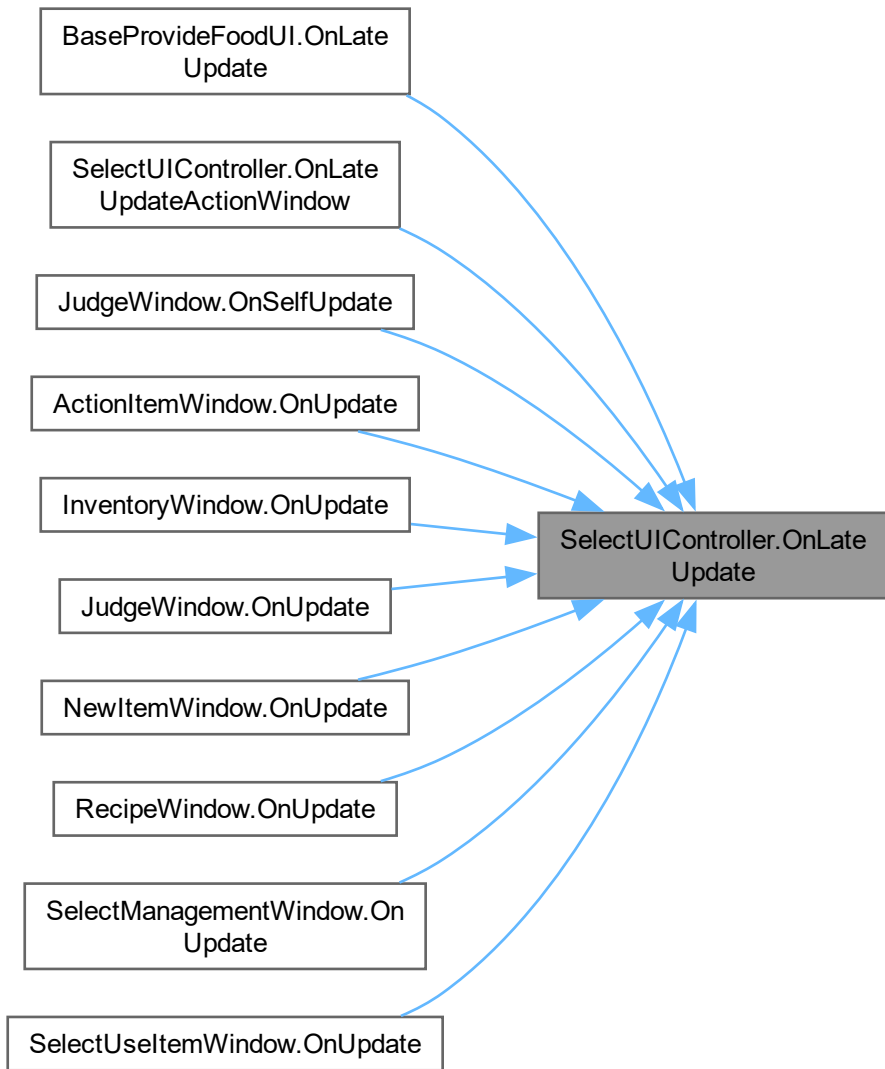 BaseProvideFoodUI.OnLate
Update
SelectUIController.OnLate
UpdateActionWindow
JudgeWindow.OnSelfUpdate
ActionItemWindow.OnUpdate
InventoryWindow.OnUpdate
SelectUIController.OnLate
Update
JudgeWindow.OnUpdate
NewItemWindow.OnUpdate
RecipeWindow.OnUpdate
SelectManagementWindow.On
Update
SelectUseItemWindow.OnUpdate